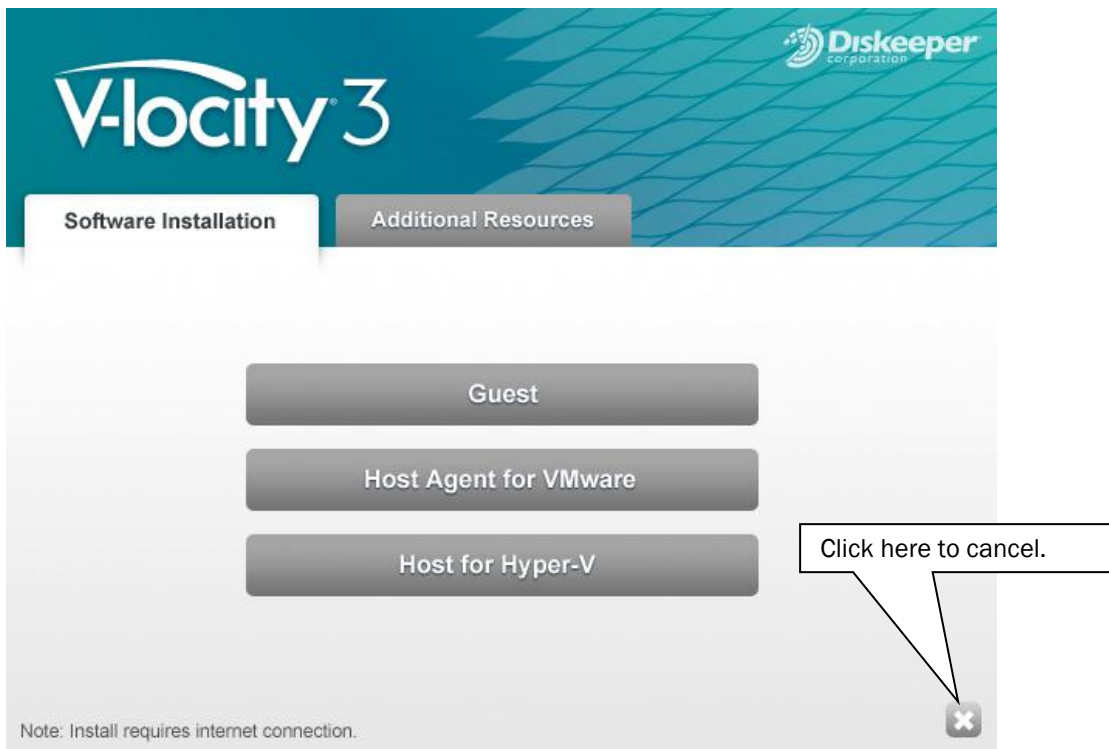 Diskeeper
corporation
V-locity® 3
Software Installation
Additional Resources
Guest
Host Agent for VMware
Host for Hyper-V
Click here to cancel.
Note: Install requires internet connection.